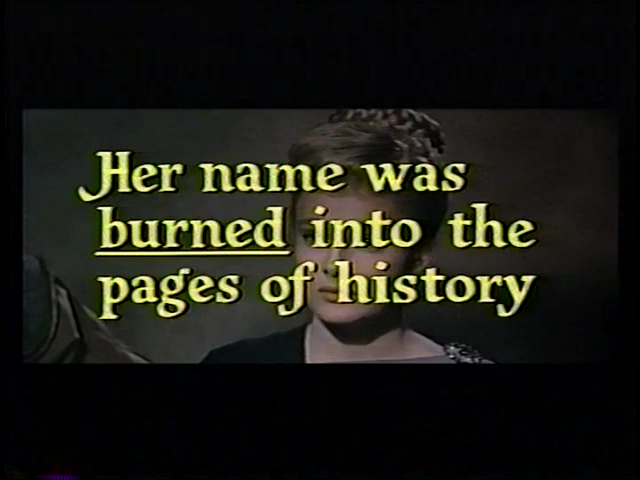 Her name was
burned into the
pages of history